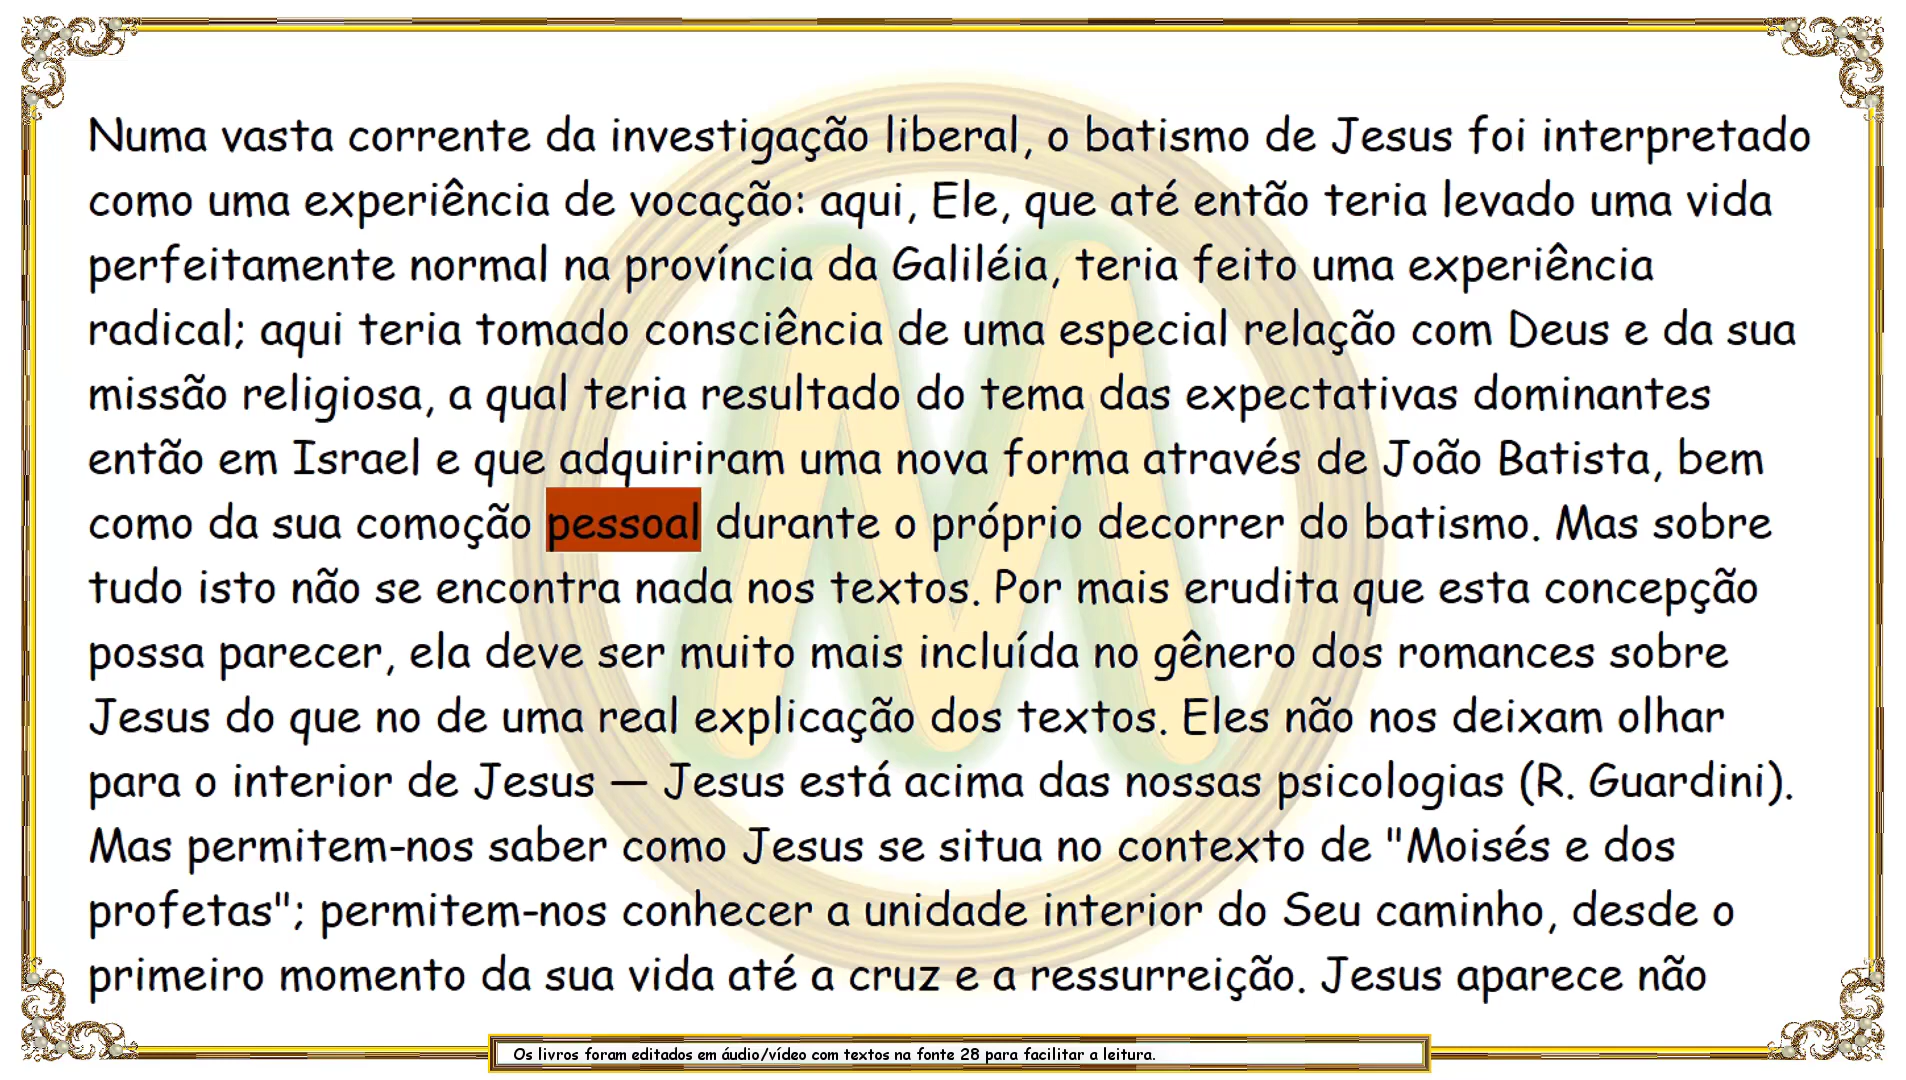 Numa vasta corrente da investigação liberal, o batismo de Jesus foi interpretado
como uma experiência de vocação: aqui, Ele, que até então teria levado uma vida
perfeitamente normal na província da Galiléia, teria feito uma experiência
radical; aqui teria tomado consciência de uma especial relação com Deus e da sua
missão religiosa, a qual teria resultado do tema das expectativas dominantes
então em Israel e que adquiriram uma nova forma através de João Batista, bem
como da sua comoção pessoal durante o próprio decorrer do batismo. Mas sobre
tudo isto não se encontra nada nos textos. Por mais erudita que esta concepção
possa parecer, ela deve ser muito mais incluída no gênero dos romances sobre
Jesus do que no de uma real explicação dos textos. Eles não nos deixam olhar
para o interior de Jesus — Jesus está acima das nossas psicologias (R. Guardini).
Mas permitem-nos saber como Jesus se situa no contexto de "Moisés e dos
profetas"; permitem-nos conhecer a unidade interior do Seu caminho, desde o
primeiro momento da sua vida até a cruz e a ressurreição. Jesus aparece não
Os livros foram editados em áudio/vídeo com textos na fonte 28 para facilitar a leitura.